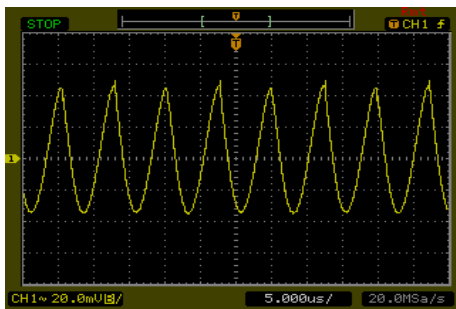 STOP
T
T CH1
T
1
CH1~ 20.0mV B/
5.000us/ 20.0MSa/s